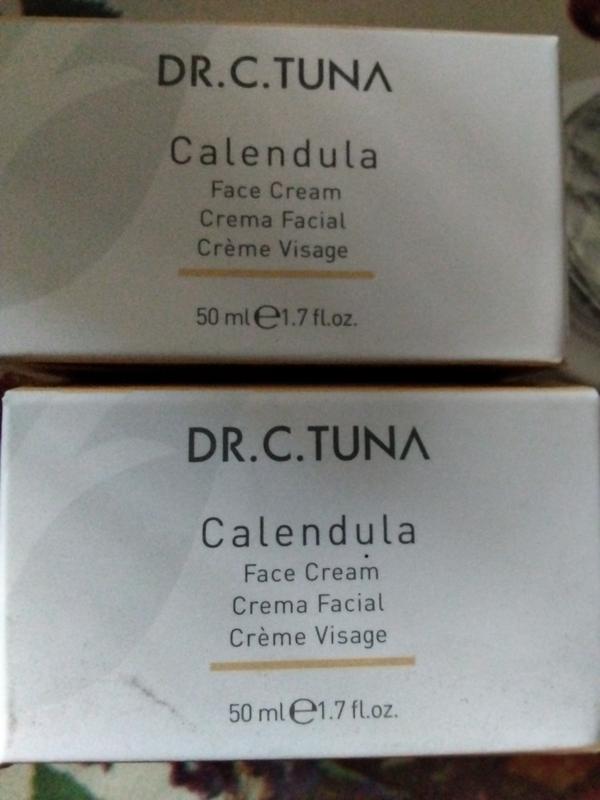 DR.C.TUNA
Calendula
Face Cream
Crema Facial
Crème Visage
50 ml ℮ 1.7 fl.oz.
DR.C.TUNA
Calendula
Face Cream
Crema Facial
Crème Visage
50 ml ℮ 1.7 fl.oz.